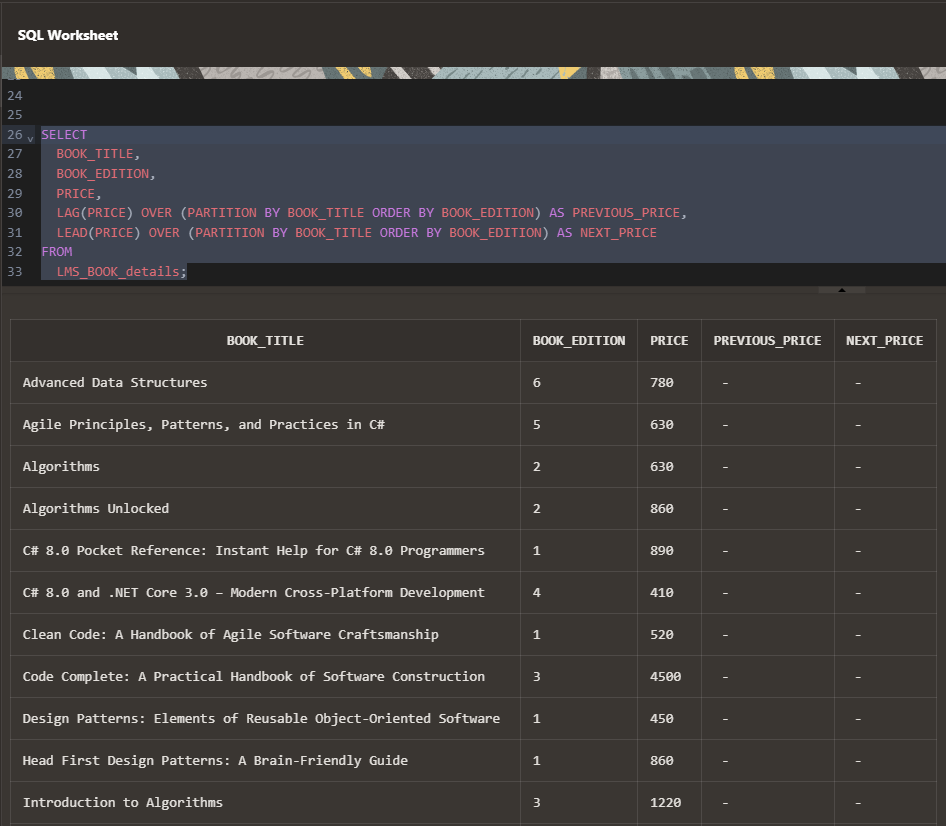 SQL Worksheet
24
25
26 SELECT
27 BOOK_TITLE,
28 BOOK_EDITION,
29 PRICE,
30 LAG(PRICE) OVER (PARTITION BY BOOK_TITLE ORDER BY BOOK_EDITION) AS PREVIOUS_PRICE,
31 LEAD(PRICE) OVER (PARTITION BY BOOK_TITLE ORDER BY BOOK_EDITION) AS NEXT_PRICE
32 FROM
33 LMS_BOOK_details;
BOOK_TITLE BOOK_EDITION PRICE PREVIOUS_PRICE NEXT_PRICE
Advanced Data Structures 6 780 - -
Agile Principles, Patterns, and Practices in C# 5 630 - -
Algorithms 2 630 - -
Algorithms Unlocked 2 860 - -
C# 8.0 Pocket Reference: Instant Help for C# 8.0 Programmers 1 890 - -
C# 8.0 and .NET Core 3.0 – Modern Cross-Platform Development 4 410 - -
Clean Code: A Handbook of Agile Software Craftsmanship 1 520 - -
Code Complete: A Practical Handbook of Software Construction 3 4500 - -
Design Patterns: Elements of Reusable Object-Oriented Software 1 450 - -
Head First Design Patterns: A Brain-Friendly Guide 1 860 - -
Introduction to Algorithms 3 1220 - -